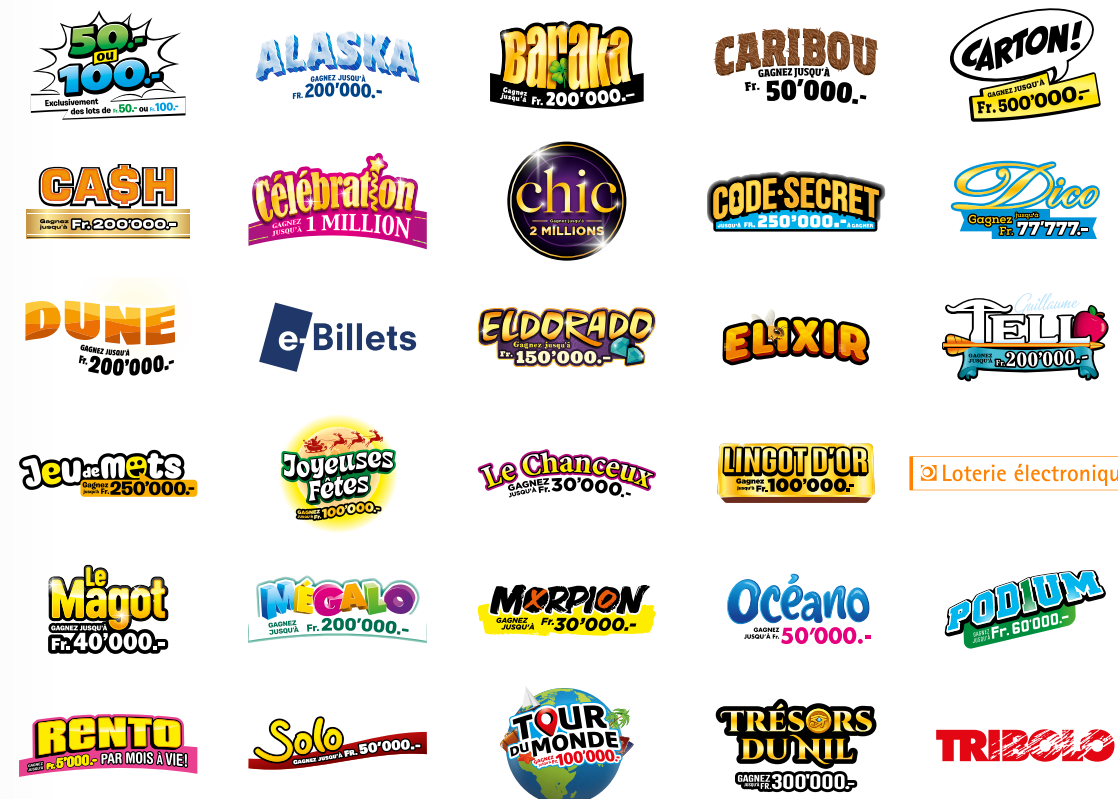 50.-
ou
100.-
Exclusivement
des lots de Fr. 50.- ou Fr. 100.-
ALASKA
GAGNEZ JUSQU'À
FR. 200'000.-
Baraka
Gagnez
jusqu'à Fr. 200'000.-
CARIBOU
GAGNEZ JUSQU'À
Fr. 50'000.-
CARTON!
GAGNEZ JUSQU'À
Fr. 500'000.-
CA$H
Gagnez
jusqu'à Fr. 200'000.-
Célébration
GAGNEZ
JUSQU'À 1 MILLION
chic
Gagnez jusqu'à
2 MILLIONS
CODE·SECRET
JUSQU'À FR. 250'000.- À GAGNER
Dico
Gagnez jusqu'à
Fr. 77'777.-
DUNE
GAGNEZ JUSQU'À
Fr. 200'000.-
e-Billets
ELDORADO
Gagnez jusqu'à
Fr. 150'000.-
ELIXIR
Guillaume
TELL
GAGNEZ
JUSQU'À Fr. 200'000.-
Jeu de mots
Gagnez
jusqu'à Fr. 250'000.-
Joyeuses
Fêtes
GAGNEZ
JUSQU'À Fr. 100'000.-
Le Chanceux
GAGNEZ
JUSQU'À Fr. 30'000.-
LINGOT D'OR
Gagnez
jusqu'à Fr. 100'000.-
Loterie électroniqu
Le
Magot
GAGNEZ JUSQU'À
Fr. 40'000.-
MÉGALO
GAGNEZ
JUSQU'À Fr. 200'000.-
MORPION
GAGNEZ
JUSQU'À Fr. 30'000.-
Océano
GAGNEZ
JUSQU'À Fr. 50'000.-
PODIUM
GAGNEZ
JUSQU'À Fr. 60'000.-
RENTO
GAGNEZ
JUSQU'À Fr. 5'000.- PAR MOIS À VIE!
Solo
GAGNEZ JUSQU'À FR. 50'000.-
TOUR
DU MONDE
GAGNEZ
JUSQU'À Fr. 100'000.-
TRÉSORS
DU NIL
GAGNEZ
JUSQU'À FR. 300'000.-
TRIBOLO